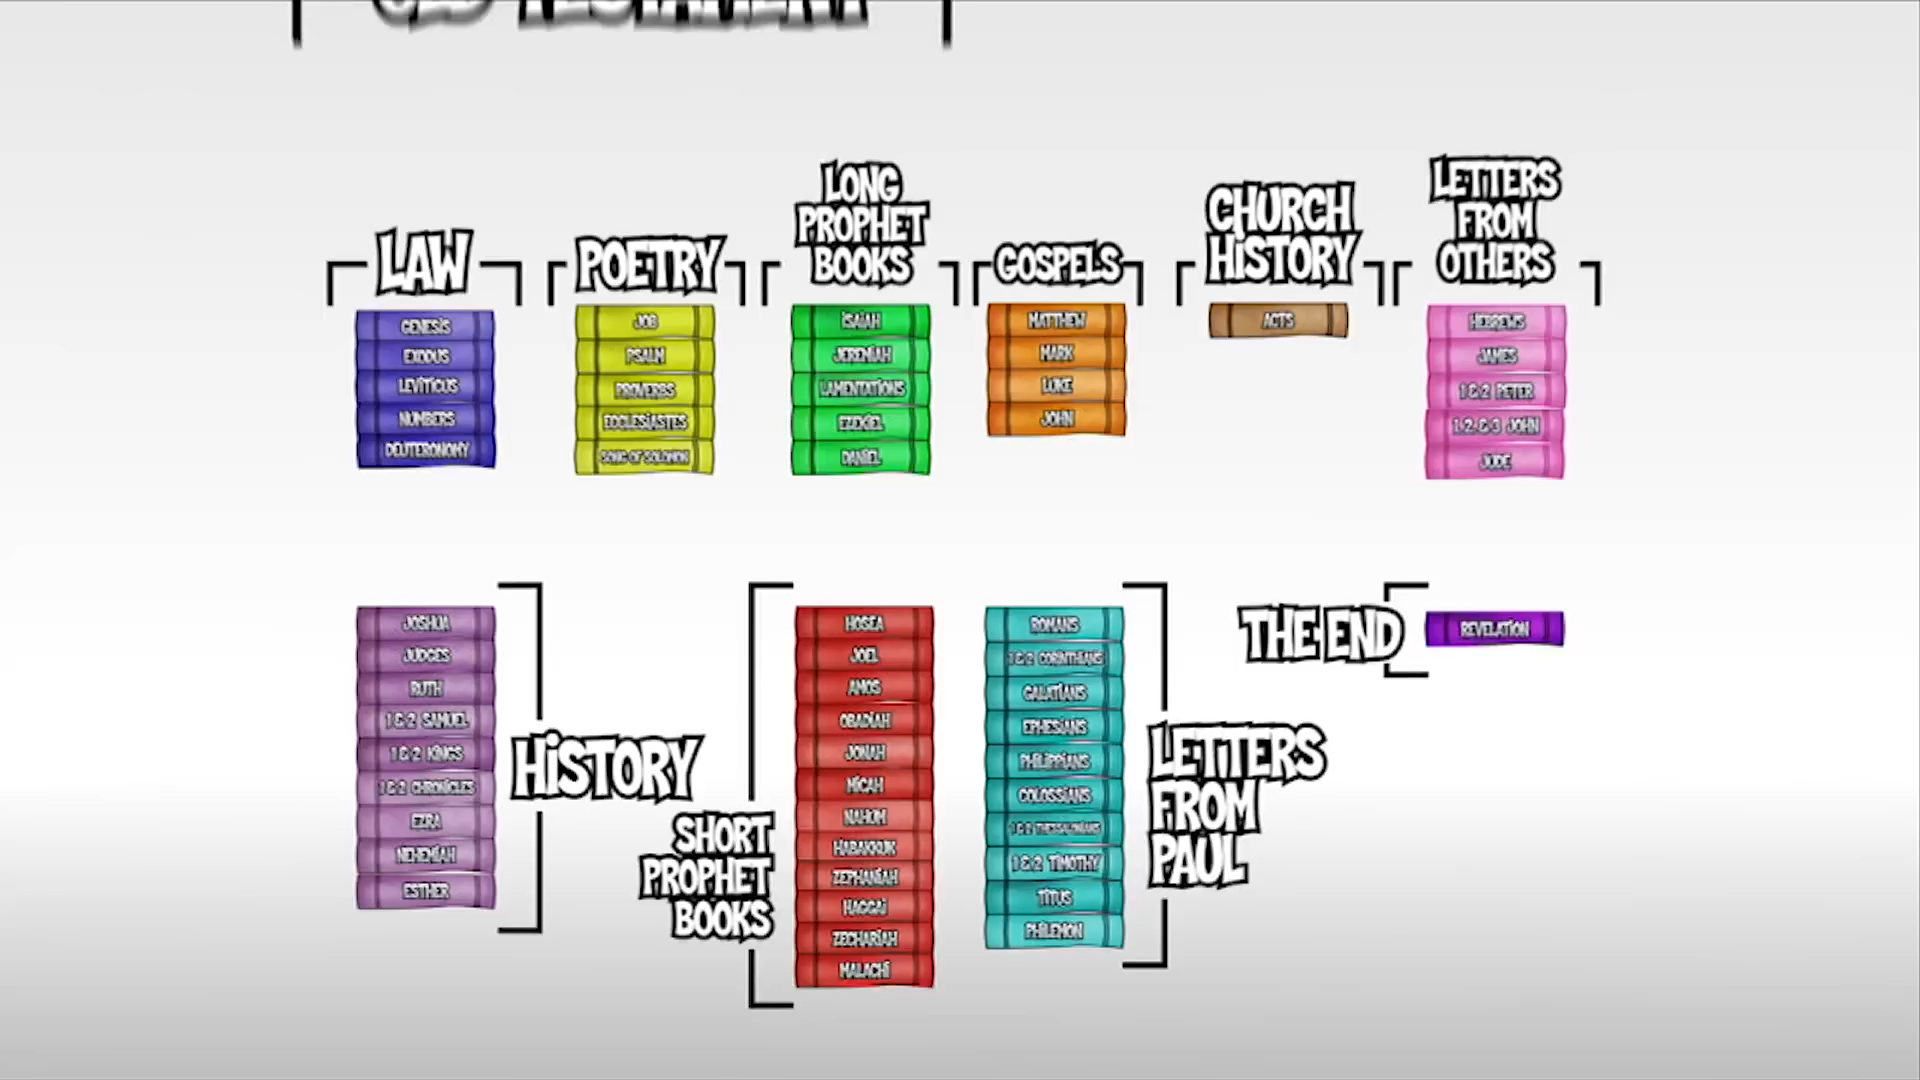 OLD TESTAMENT
LAW
GENESIS
EXODUS
LEVITICUS
NUMBERS
DEUTERONOMY
POETRY
JOB
PSALM
PROVERBS
ECCLESIASTES
SONG OF SOLOMON
LONG
PROPHET
BOOKS
ISAIAH
JEREMIAH
LAMENTATIONS
EZEKIEL
DANIEL
GOSPELS
MATTHEW
MARK
LUKE
JOHN
CHURCH
HISTORY
ACTS
LETTERS
FROM
OTHERS
HEBREWS
JAMES
1 & 2 PETER
1, 2, & 3 JOHN
JUDE
JOSHUA
JUDGES
RUTH
1 & 2 SAMUEL
1 & 2 KINGS
1 & 2 CHRONICLES
EZRA
NEHEMIAH
ESTHER
HISTORY
SHORT
PROPHET
BOOKS
HOSEA
JOEL
AMOS
OBADIAH
JONAH
MICAH
NAHUM
HABAKKUK
ZEPHANIAH
HAGGAI
ZECHARIAH
MALACHI
ROMANS
1 & 2 CORINTHIANS
GALATIANS
EPHESIANS
PHILIPPIANS
COLOSSIANS
1 & 2 THESSALONIANS
1 & 2 TIMOTHY
TITUS
PHILEMON
LETTERS
FROM
PAUL
THE END
REVELATION